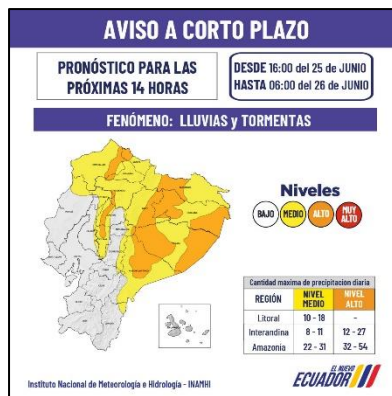 AVISO A CORTO PLAZO
PRONÓSTICO PARA LAS
PRÓXIMAS 14 HORAS
DESDE 16:00 del 25 de JUNIO
HASTA 06:00 del 26 de JUNIO
FENÓMENO: LLUVIAS y TORMENTAS
Niveles
BAJO MEDIO ALTO MUY ALTO
Cantidad maxima de precipitación diaria
REGIÓN NIVEL MEDIO NIVEL ALTO
Litoral 10 - 18 -
Interandina 8 - 11 12 - 27
Amazonia 22 - 31 32 - 54
Instituto Nacional de Meteorología e Hidrología - INAMHI
EL NUEVO
ECUADOR